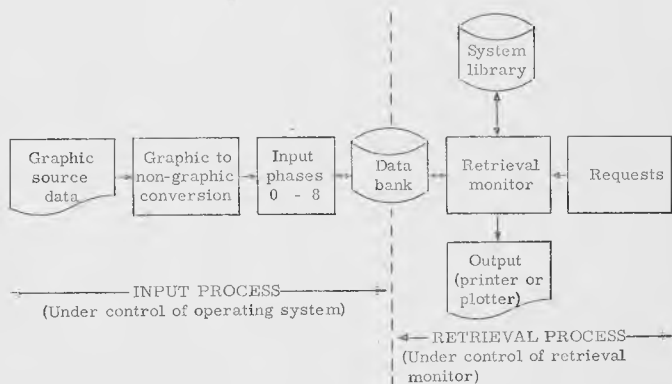 System
library
Graphic
source
data
Graphic to
non-graphic
conversion
Input
phases
0 - 8
Data
bank
Retrieval
monitor
Requests
Output
(printer or
plotter)
INPUT PROCESS
(Under control of operating system)
RETRIEVAL PROCESS
(Under control of retrieval
monitor)